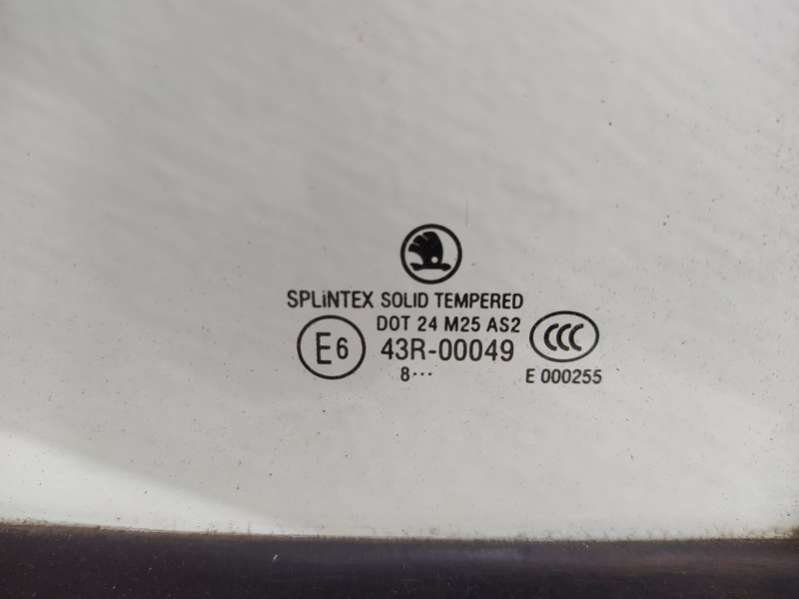 SPLiNTEX SOLID TEMPERED
DOT 24 M25 AS2
E6 43R-00049 CCC
8··· E 000255